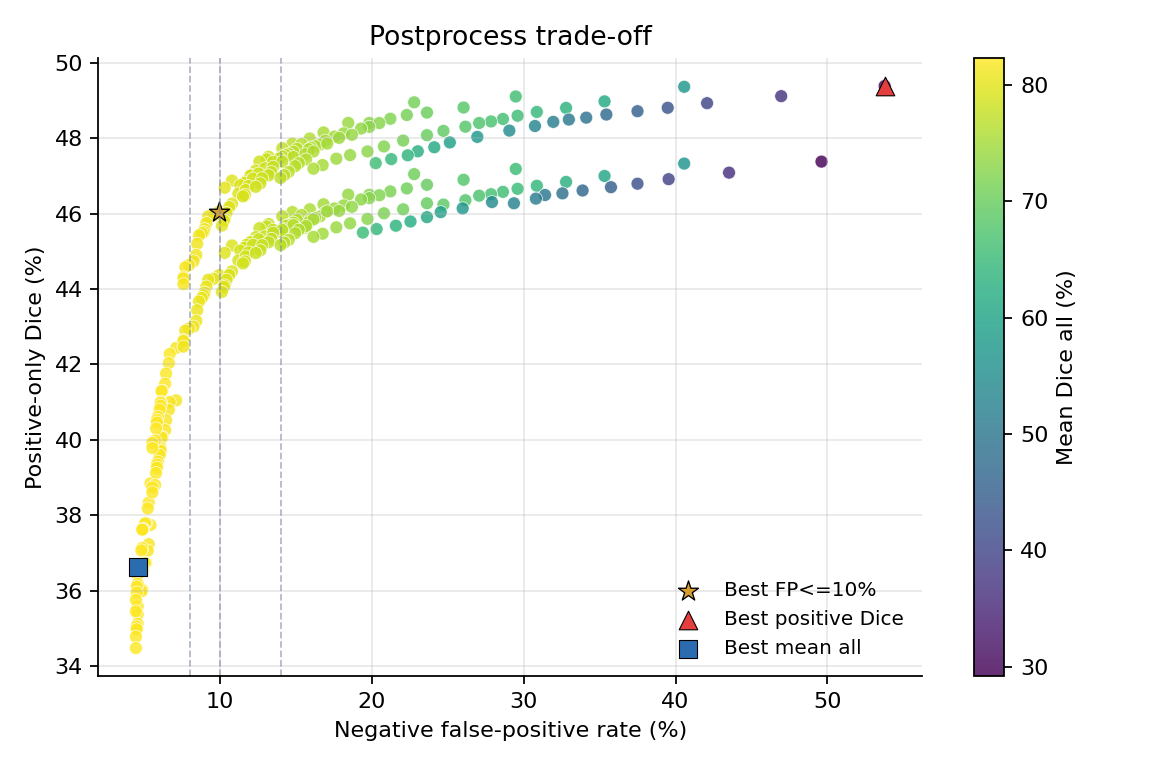 Postprocess trade-off
50
48
46
44
42
40
38
36
34
Positive-only Dice (%)
10
20
30
40
50
Negative false-positive rate (%)
Best FP<=10%
Best positive Dice
Best mean all
80
70
60
50
40
30
Mean Dice all (%)